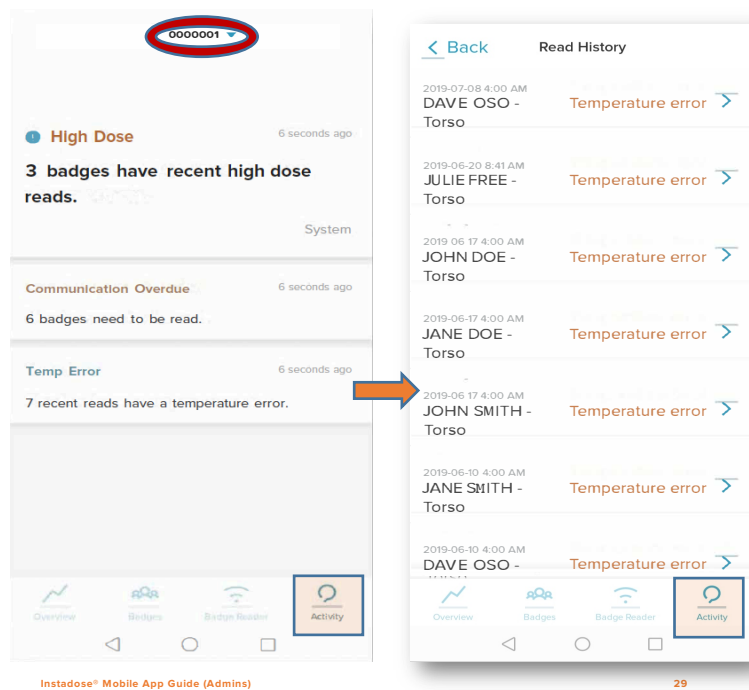 0000001
High Dose
6 seconds ago
3 badges have recent high dose
reads.
System
Communication Overdue
6 seconds ago
6 badges need to be read.
Temp Error
6 seconds ago
7 recent reads have a temperature error.
Overview
Badges
Badge Reader
Activity
Back
Read History
2019-07-08 4:00 AM
DAVE OSO -
Torso
Temperature error
2019-06-20 8:41 AM
JULIE FREE -
Torso
Temperature error
2019 06 17 4:00 AM
JOHN DOE -
Torso
Temperature error
2019-06-17 4:00 AM
JANE DOE -
Torso
Temperature error
2019-06 17 4:00 AM
JOHN SMITH -
Torso
Temperature error
2019-06-10 4:00 AM
JANE SMITH -
Torso
Temperature error
2019-06-10 4:00 AM
DAVE OSO -
Temperature error
Overview
Badges
Badge Reader
Activity
Instadose® Mobile App Guide (Admins)
29